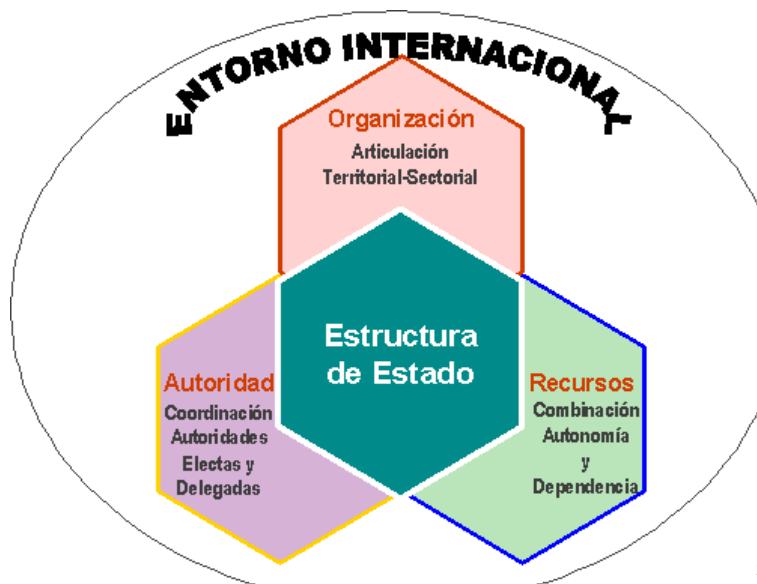 ENTORNO INTERNACIONAL
Organización
Articulación
Territorial-Sectorial
Estructura
de Estado
Autoridad
Coordinación
Autoridades
Electas y
Delegadas
Recursos
Combinación
Autonomía
y
Dependencia